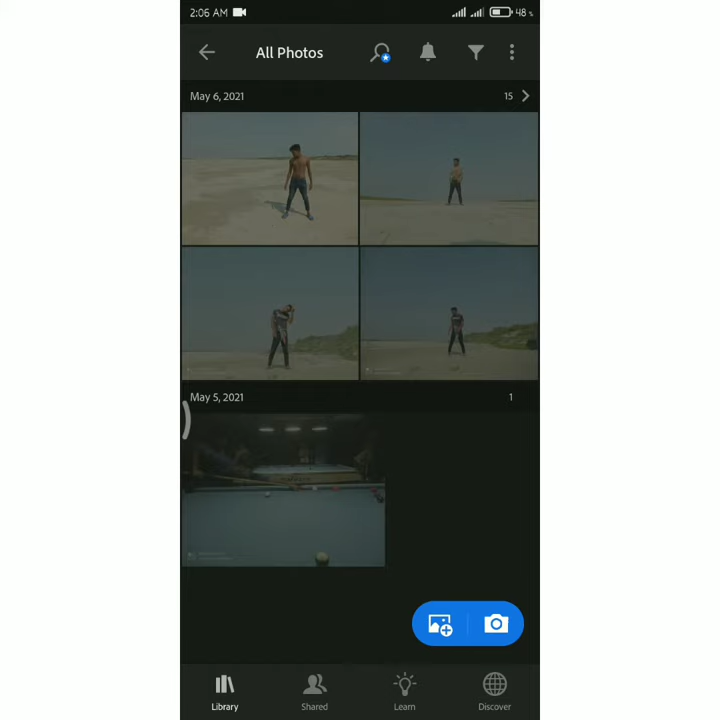 2:06 AM 48 %
All Photos
May 6, 2021 15
May 5, 2021 1
Library Shared Learn Discover